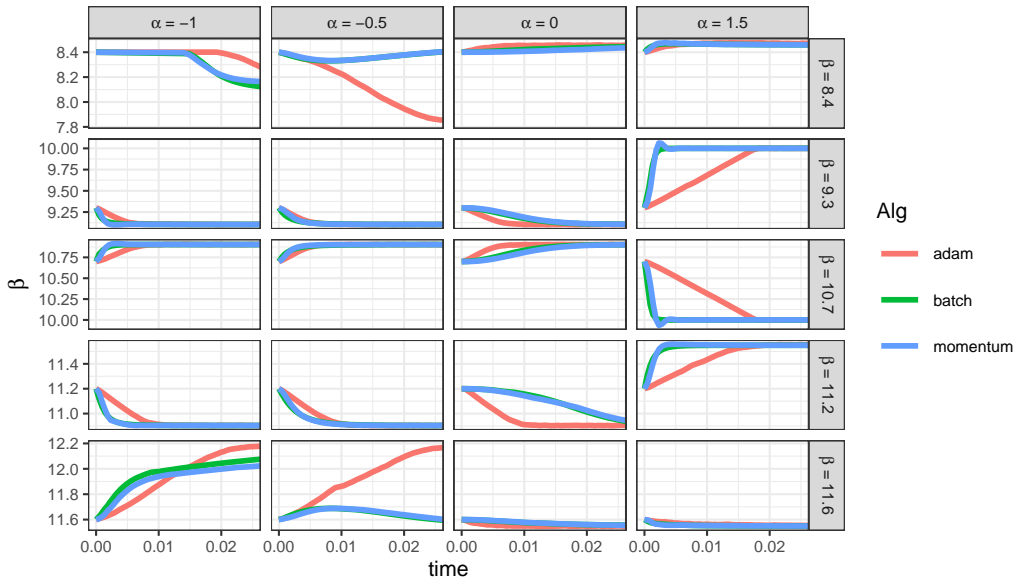 α = −1
α = −0.5
α = 0
α = 1.5
8.4
8.2
8.0
7.8
β = 8.4
10.00
9.75
9.50
9.25
β = 9.3
10.75
10.50
10.25
10.00
β = 10.7
11.4
11.2
11.0
β = 11.2
12.2
12.0
11.8
11.6
β = 11.6
0.00 0.01 0.02
0.00 0.01 0.02
0.00 0.01 0.02
0.00 0.01 0.02
time
β
Alg
adam
batch
momentum